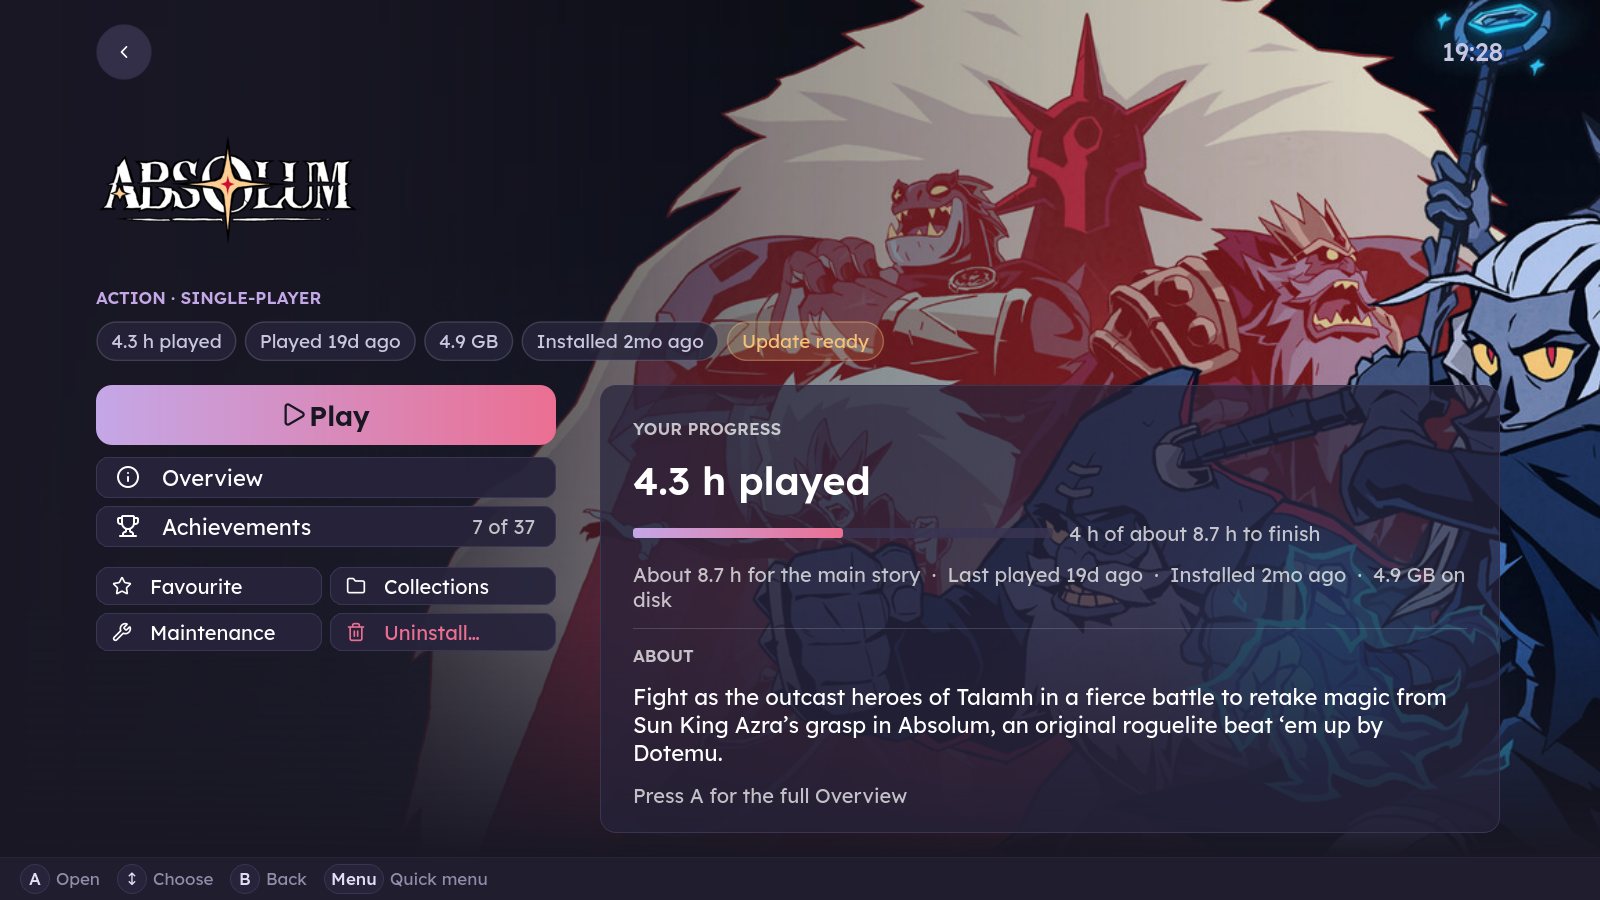 19:28
ABSOLUM
ACTION · SINGLE-PLAYER
4.3 h played
Played 19d ago
4.9 GB
Installed 2mo ago
Update ready
Play
Overview
Achievements
7 of 37
Favourite
Collections
Maintenance
Uninstall...
YOUR PROGRESS
4.3 h played
4 h of about 8.7 h to finish
About 8.7 h for the main story · Last played 19d ago · Installed 2mo ago · 4.9 GB on
disk
ABOUT
Fight as the outcast heroes of Talamh in a fierce battle to retake magic from
Sun King Azra’s grasp in Absolum, an original roguelite beat ‘em up by
Dotemu.
Press A for the full Overview
A Open
Choose
B Back
Menu Quick menu